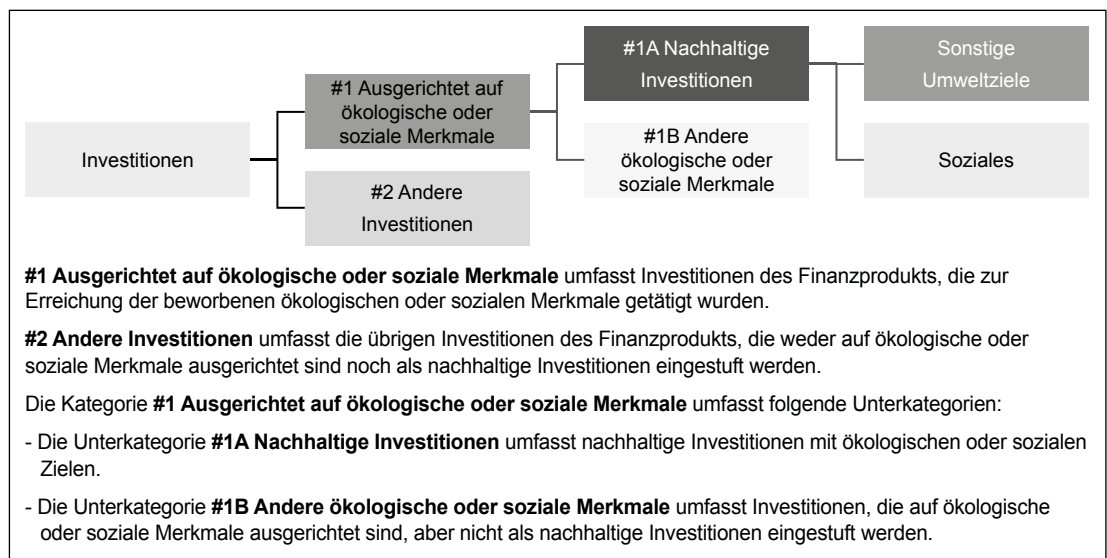 #1A Nachhaltige
Investitionen
Sonstige
Umweltziele
#1 Ausgerichtet auf
ökologische oder
soziale Merkmale
Investitionen
#1B Andere
ökologische oder
soziale Merkmale
Soziales
#2 Andere
Investitionen
#1 Ausgerichtet auf ökologische oder soziale Merkmale umfasst Investitionen des Finanzprodukts, die zur
Erreichung der beworbenen ökologischen oder sozialen Merkmale getätigt wurden.
#2 Andere Investitionen umfasst die übrigen Investitionen des Finanzprodukts, die weder auf ökologische oder
soziale Merkmale ausgerichtet sind noch als nachhaltige Investitionen eingestuft werden.
Die Kategorie #1 Ausgerichtet auf ökologische oder soziale Merkmale umfasst folgende Unterkategorien:
- Die Unterkategorie #1A Nachhaltige Investitionen umfasst nachhaltige Investitionen mit ökologischen oder sozialen
Zielen.
- Die Unterkategorie #1B Andere ökologische oder soziale Merkmale umfasst Investitionen, die auf ökologische
oder soziale Merkmale ausgerichtet sind, aber nicht als nachhaltige Investitionen eingestuft werden.